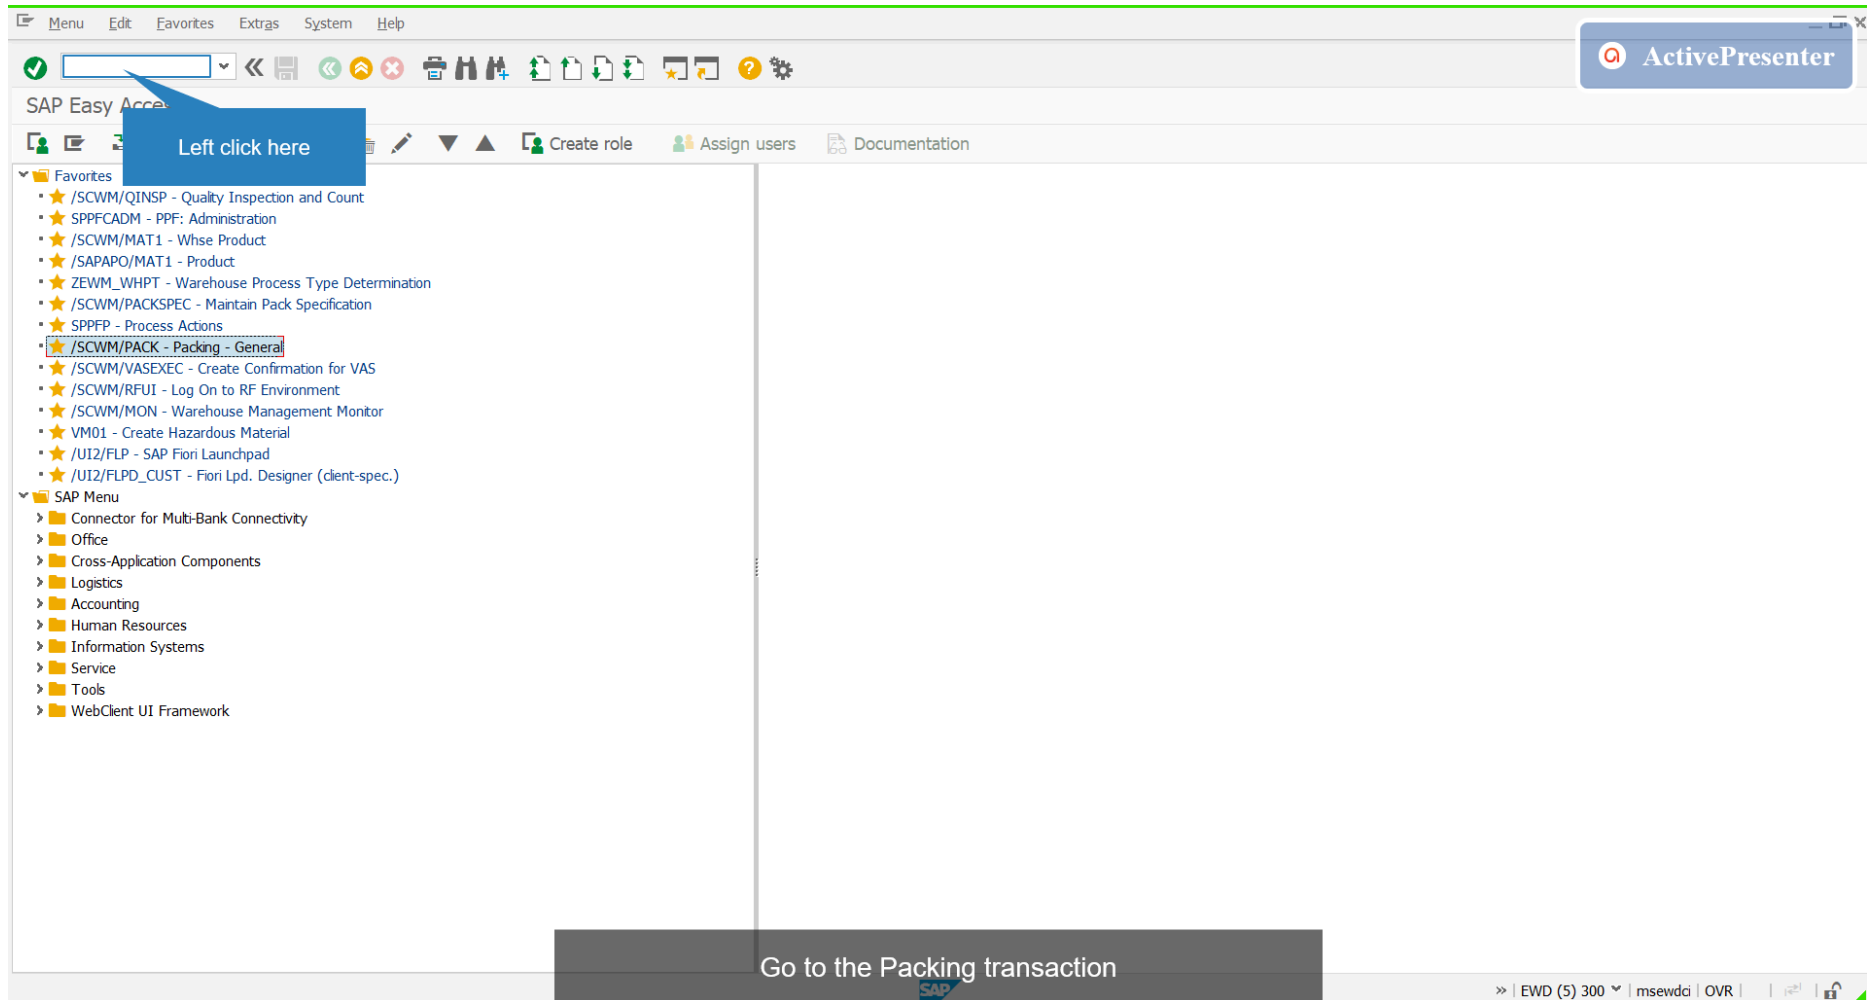 Menu Edit Favorites Extras System Help
ActivePresenter
SAP Easy Acce
Left click here
Create role Assign users Documentation
Favorites
/SCWM/QINSP - Quality Inspection and Count
SPPFCADM - PPF: Administration
/SCWM/MAT1 - Whse Product
/SAPAPO/MAT1 - Product
ZEWM_WHPT - Warehouse Process Type Determination
/SCWM/PACKSPEC - Maintain Pack Specification
SPPFP - Process Actions
/SCWM/PACK - Packing - General
/SCWM/VASEXEC - Create Confirmation for VAS
/SCWM/RFUI - Log On to RF Environment
/SCWM/MON - Warehouse Management Monitor
VM01 - Create Hazardous Material
/UI2/FLP - SAP Fiori Launchpad
/UI2/FLPD_CUST - Fiori Lpd. Designer (client-spec.)
SAP Menu
Connector for Multi-Bank Connectivity
Office
Cross-Application Components
Logistics
Accounting
Human Resources
Information Systems
Service
Tools
WebClient UI Framework
Go to the Packing transaction
SAP
» | EWD (5) 300 | msewdci | OVR |